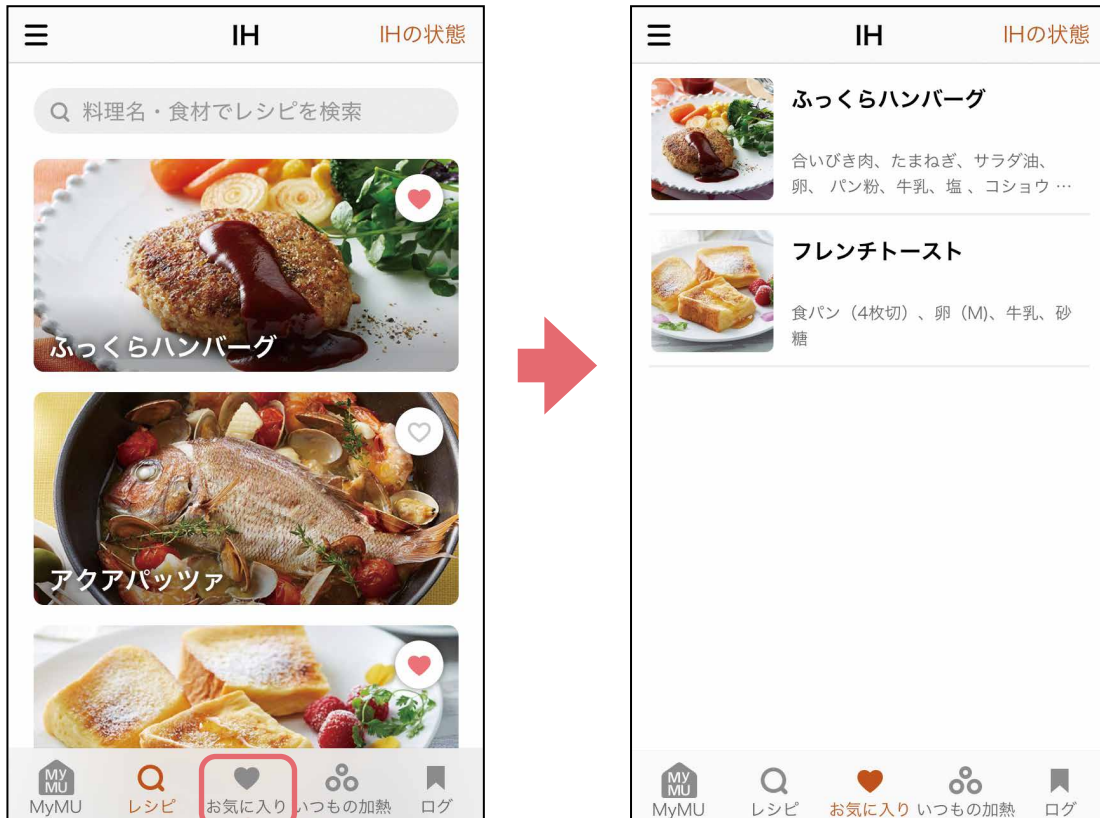 IH
IHの状態
料理名・食材でレシピを検索
ふっくらハンバーグ
アクアパッツァ
MY
MU
MyMU
レシピ
お気に入り
いつもの加熱
ログ
IH
IHの状態
ふっくらハンバーグ
合いびき肉、たまねぎ、サラダ油、
卵、 パン粉、牛乳、塩 、コショウ …
フレンチトースト
食パン（4枚切）、卵（M)、牛乳、砂
糖
MY
MU
MyMU
レシピ
お気に入り
いつもの加熱
ログ